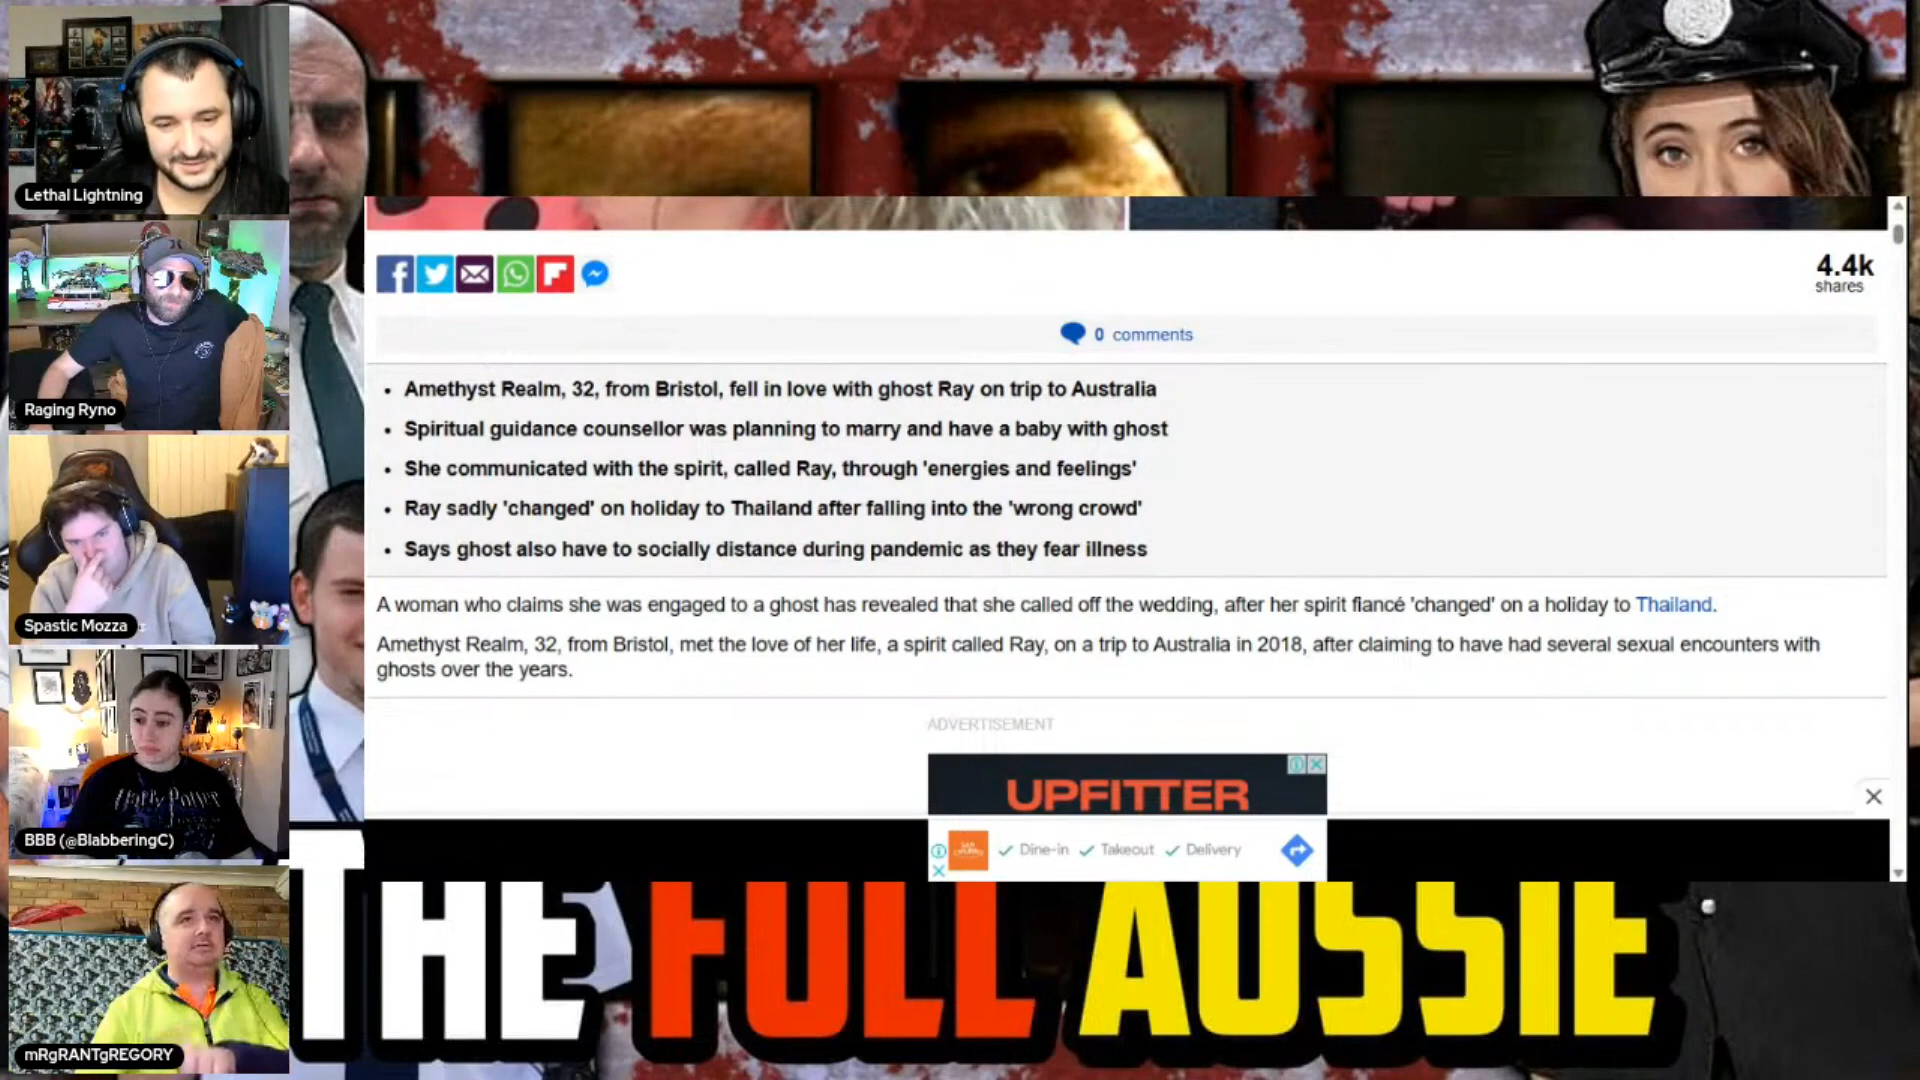 Lethal Lightning
Raging Ryno
Spastic Mozza
BBB (@BlabberingC)
mRgRANTgREGORY
4.4k
shares
0 comments
• Amethyst Realm, 32, from Bristol, fell in love with ghost Ray on trip to Australia
• Spiritual guidance counsellor was planning to marry and have a baby with ghost
• She communicated with the spirit, called Ray, through 'energies and feelings'
• Ray sadly 'changed' on holiday to Thailand after falling into the 'wrong crowd'
• Says ghost also have to socially distance during pandemic as they fear illness
A woman who claims she was engaged to a ghost has revealed that she called off the wedding, after her spirit fiancé 'changed' on a holiday to Thailand.
Amethyst Realm, 32, from Bristol, met the love of her life, a spirit called Ray, on a trip to Australia in 2018, after claiming to have had several sexual encounters with
ghosts over the years.
ADVERTISEMENT
UPFITTER
Dine-in Takeout Delivery
THE FULL AUSSIE
Harry Potter